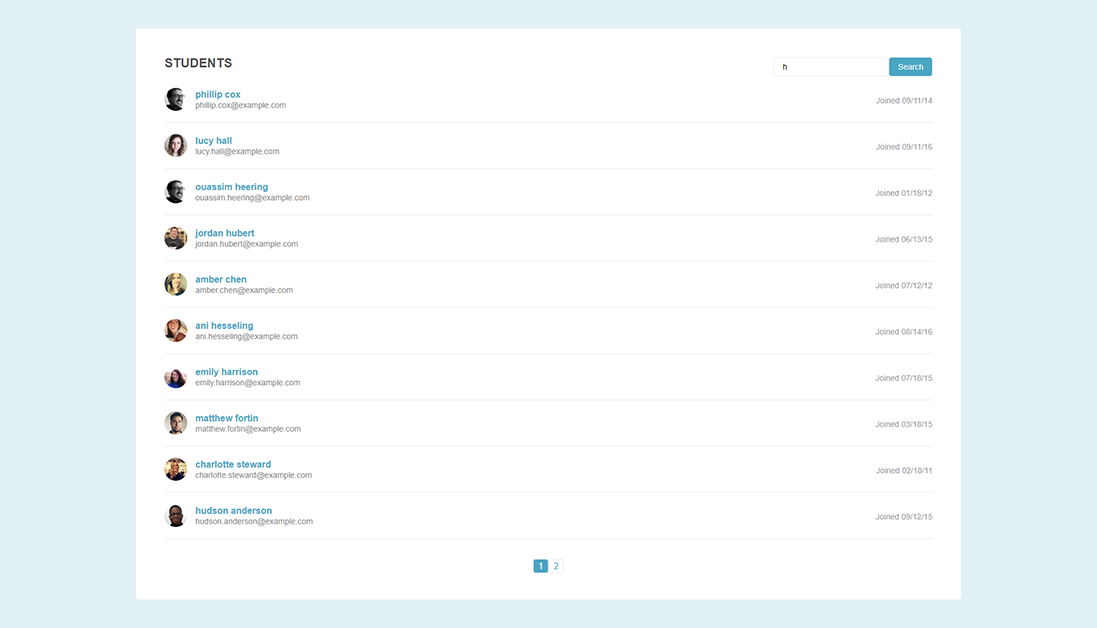 STUDENTS
h
Search
phillip cox
phillip.cox@example.com
Joined 09/11/14
lucy hall
lucy.hall@example.com
Joined 09/11/16
ouassim heering
ouassim.heering@example.com
Joined 01/18/12
jordan hubert
jordan.hubert@example.com
Joined 06/13/15
amber chen
amber.chen@example.com
Joined 07/12/12
ani hesseling
ani.hesseling@example.com
Joined 08/14/16
emily harrison
emily.harrison@example.com
Joined 07/18/15
matthew fortin
matthew.fortin@example.com
Joined 03/18/15
charlotte steward
charlotte.steward@example.com
Joined 02/18/11
hudson anderson
hudson.anderson@example.com
Joined 09/12/15
1 2